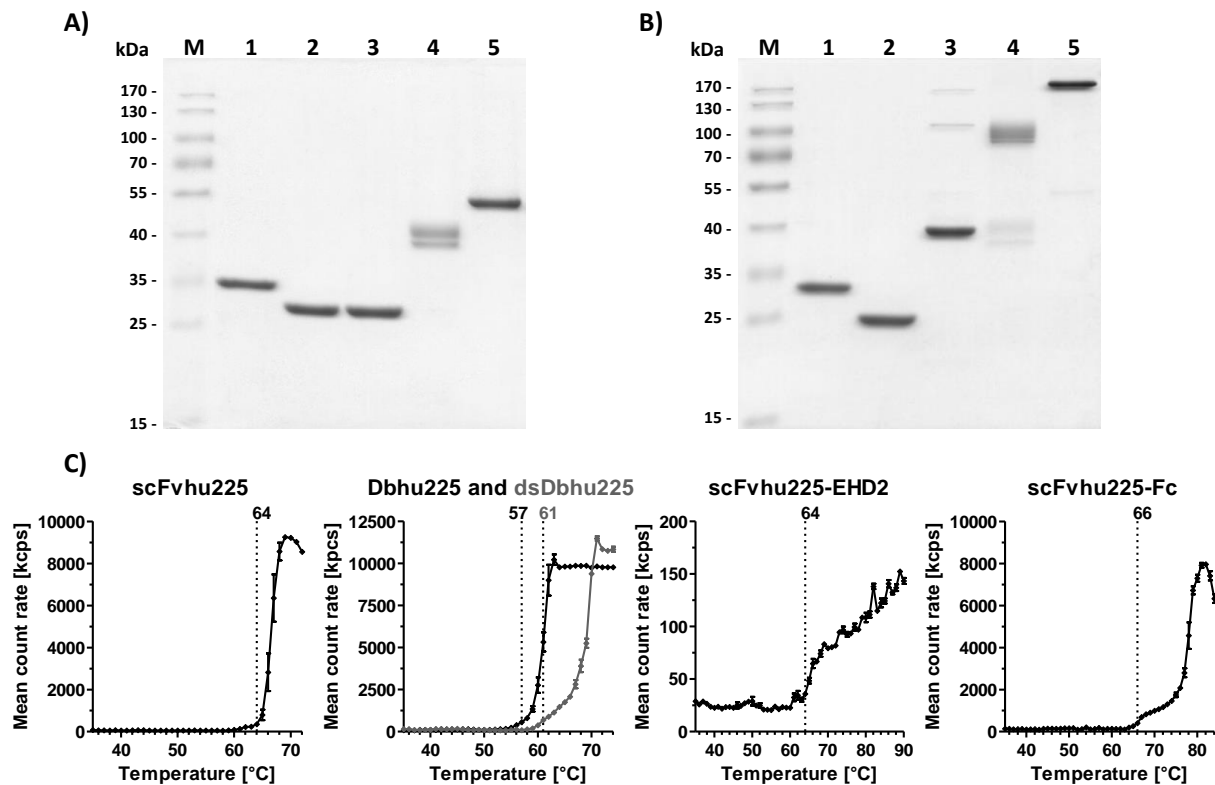 A)
kDa M 1 2 3 4 5
170 -
130 -
100 -
70 -
55 -
40 -
35 -
25 -
15 -
B)
kDa M 1 2 3 4 5
170 -
130 -
100 -
70 -
55 -
40 -
35 -
25 -
15 -
C)
scFvhu225
64
Mean count rate [kcps]
10000
8000
6000
4000
2000
0
40 50 60 70
Temperature [°C]
Dbhu225 and dsDbhu225
57 61
Mean count rate [kpcs]
12500
10000
7500
5000
2500
0
40 50 60 70
Temperature [°C]
scFvhu225-EHD2
64
Mean count rate [kcps]
200
150
100
50
0
40 50 60 70 80 90
Temperature [°C]
scFvhu225-Fc
66
Mean count rate [kcps]
10000
8000
6000
4000
2000
0
40 50 60 70 80
Temperature [°C]